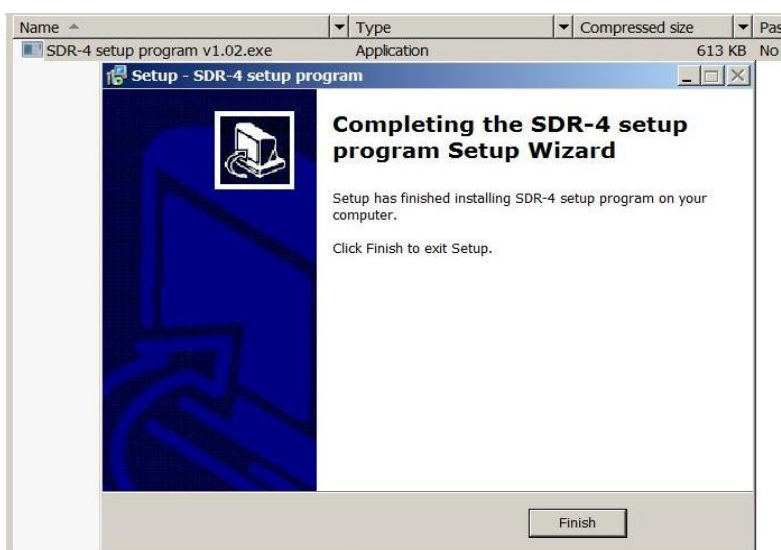 Name Type Compressed size Pas
SDR-4 setup program v1.02.exe Application 613 KB No
Setup - SDR-4 setup program
Completing the SDR-4 setup
program Setup Wizard
Setup has finished installing SDR-4 setup program on your
computer.
Click Finish to exit Setup.
Finish